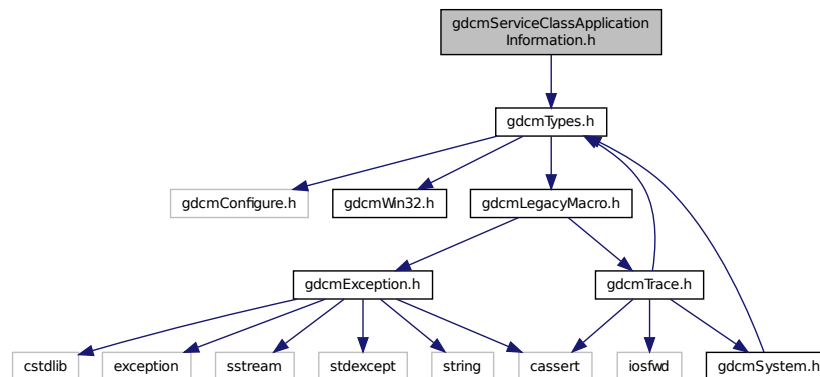 gdcmServiceClassApplication
Information.h
gdcmTypes.h
gdcmConfigure.h
gdcmWin32.h
gdcmLegacyMacro.h
gdcmException.h
gdcmTrace.h
cstdlib
exception
sstream
stdexcept
string
cassert
iosfwd
gdcmSystem.h